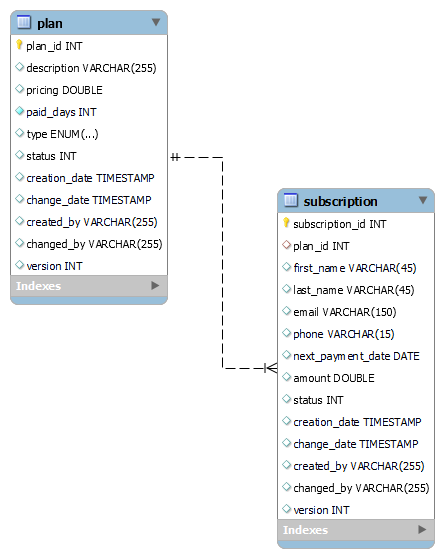 plan
plan_id INT
description VARCHAR(255)
pricing DOUBLE
paid_days INT
type ENUM(...)
status INT
creation_date TIMESTAMP
change_date TIMESTAMP
created_by VARCHAR(255)
changed_by VARCHAR(255)
version INT
Indexes
subscription
subscription_id INT
plan_id INT
first_name VARCHAR(45)
last_name VARCHAR(45)
email VARCHAR(150)
phone VARCHAR(15)
next_payment_date DATE
amount DOUBLE
status INT
creation_date TIMESTAMP
change_date TIMESTAMP
created_by VARCHAR(255)
changed_by VARCHAR(255)
version INT
Indexes